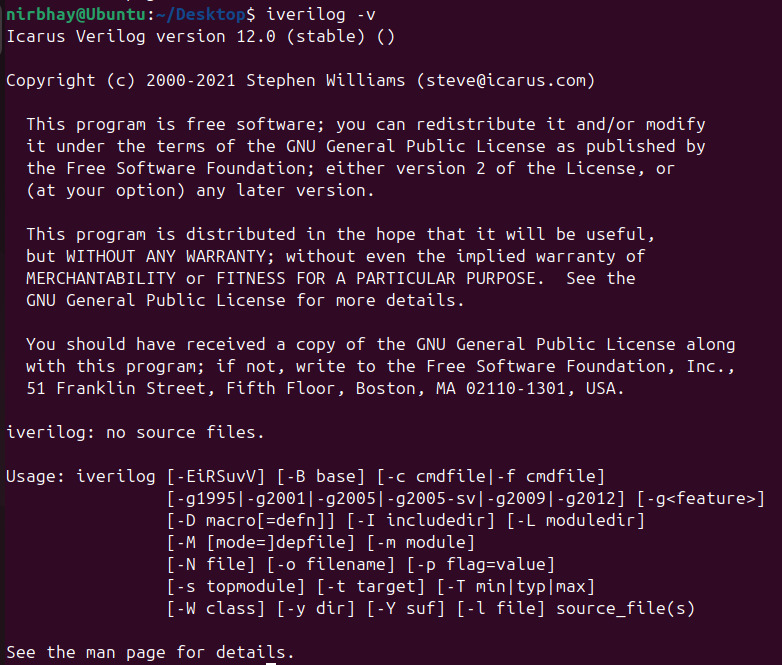 nirbhay@Ubuntu:~/Desktop$ iverilog -v
Icarus Verilog version 12.0 (stable) ()
Copyright (c) 2000-2021 Stephen Williams (steve@icarus.com)
This program is free software; you can redistribute it and/or modify
it under the terms of the GNU General Public License as published by
the Free Software Foundation; either version 2 of the License, or
(at your option) any later version.
This program is distributed in the hope that it will be useful,
but WITHOUT ANY WARRANTY; without even the implied warranty of
MERCHANTABILITY or FITNESS FOR A PARTICULAR PURPOSE.  See the
GNU General Public License for more details.
You should have received a copy of the GNU General Public License along
with this program; if not, write to the Free Software Foundation, Inc.,
51 Franklin Street, Fifth Floor, Boston, MA 02110-1301, USA.
iverilog: no source files.
Usage: iverilog [-EiRSuvV] [-B base] [-c cmdfile|-f cmdfile]
[-g1995|-g2001|-g2005|-g2005-sv|-g2009|-g2012] [-g<feature>]
[-D macro[=defn]] [-I includedir] [-L moduledir]
[-M [mode=]depfile] [-m module]
[-N file] [-o filename] [-p flag=value]
[-s topmodule] [-t target] [-T min|typ|max]
[-W class] [-y dir] [-Y suf] [-l file] source_file(s)
See the man page for details.